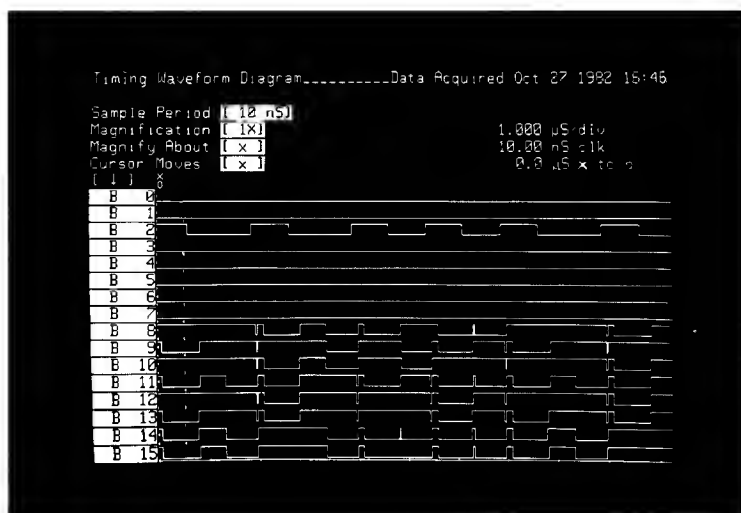 Timing Waveform Diagram__________Data Acquired Oct 27 1982 15:46
Sample Period [ 10 nS]
Magnification [ 1X] 1.000 µS/div
Magnify About [ x ] 10.00 nS clk
Cursor Moves [ x ] 0.0 µS x to o
[ ↓ ] x
o
B 0
B 1
B 2
B 3
B 4
B 5
B 6
B 7
B 8
B 9
B 10
B 11
B 12
B 13
B 14
B 15